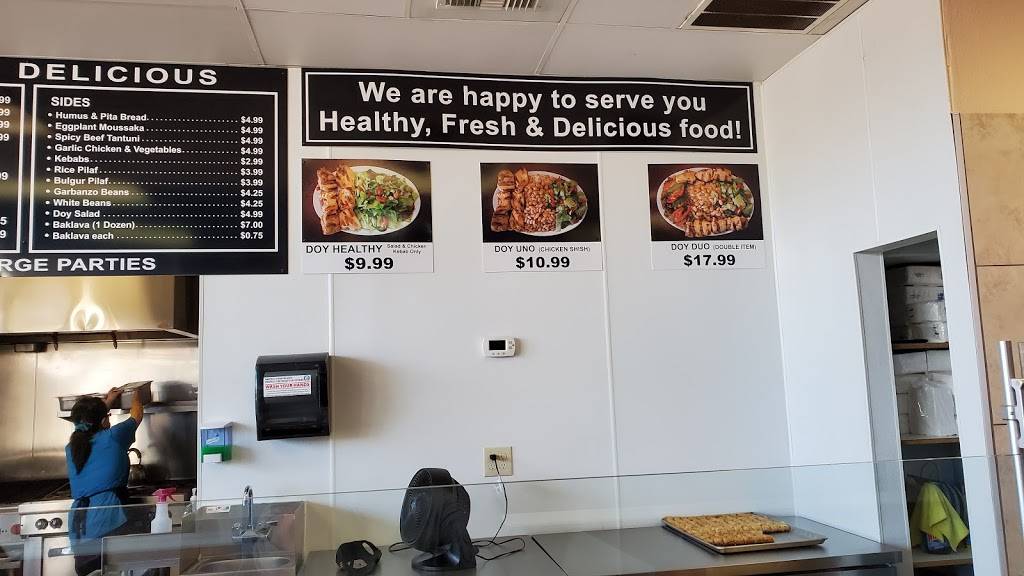 DELICIOUS
SIDES
• Humus & Pita Bread $4.99
• Eggplant Moussaka $4.99
• Spicy Beef Tantuni $4.99
• Garlic Chicken & Vegetables $4.99
• Kebabs $2.99
• Rice Pilaf $3.99
• Bulgur Pilaf $3.99
• Garbanzo Beans $4.25
• White Beans $4.25
• Doy Salad $4.99
• Baklava (1 Dozen) $7.00
• Baklava each $0.75
RGE PARTIES
We are happy to serve you
Healthy, Fresh & Delicious food!
DOY HEALTHY Salad & Chicken Kebab Only
$9.99
DOY UNO (CHICKEN SHISH)
$10.99
DOY DUO (DOUBLE ITEM)
$17.99
WASH YOUR HANDS